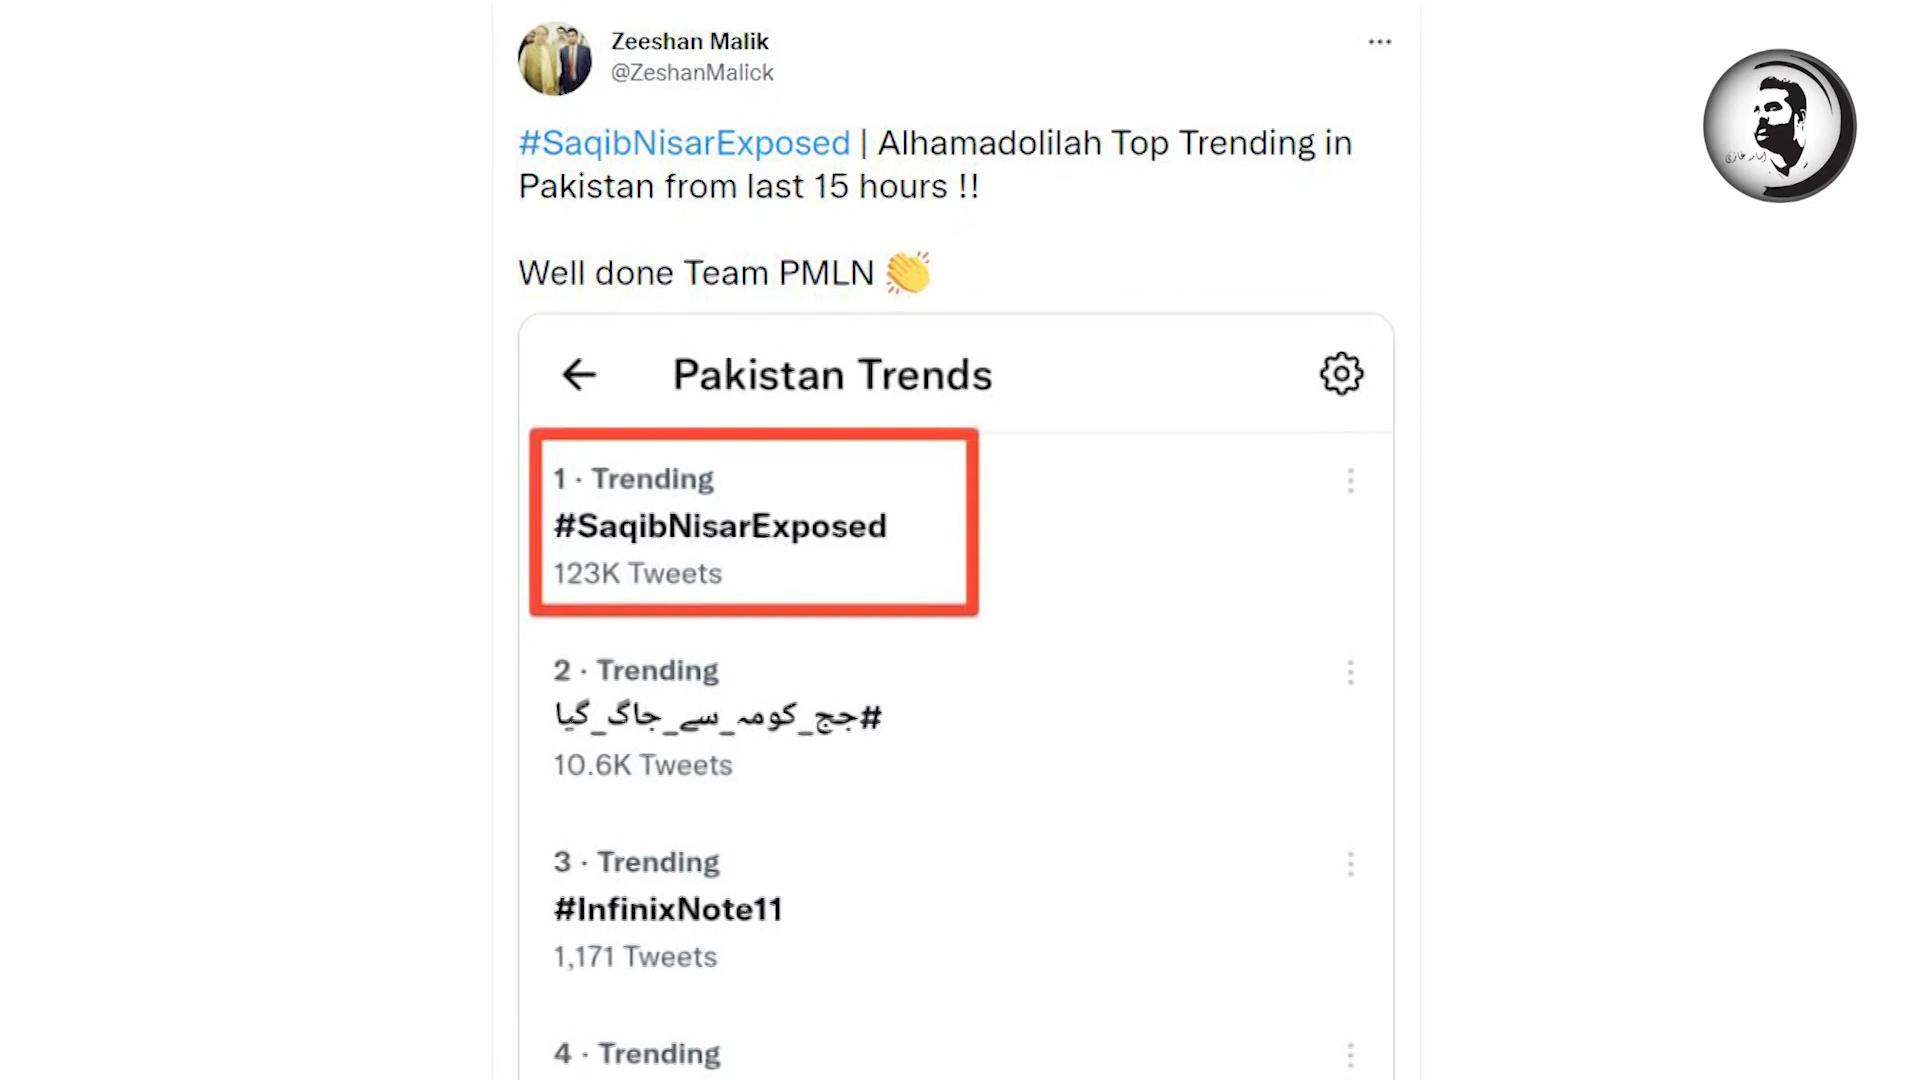 Zeeshan Malik
@ZeshanMalick
#SaqibNisarExposed | Alhamadolilah Top Trending in
Pakistan from last 15 hours !!
Well done Team PMLN 👏
Pakistan Trends
1 · Trending
#SaqibNisarExposed
123K Tweets
2 · Trending
#جج_کومہ_سے_جاگ_گیا
10.6K Tweets
3 · Trending
#InfinixNote11
1,171 Tweets
4 · Trending